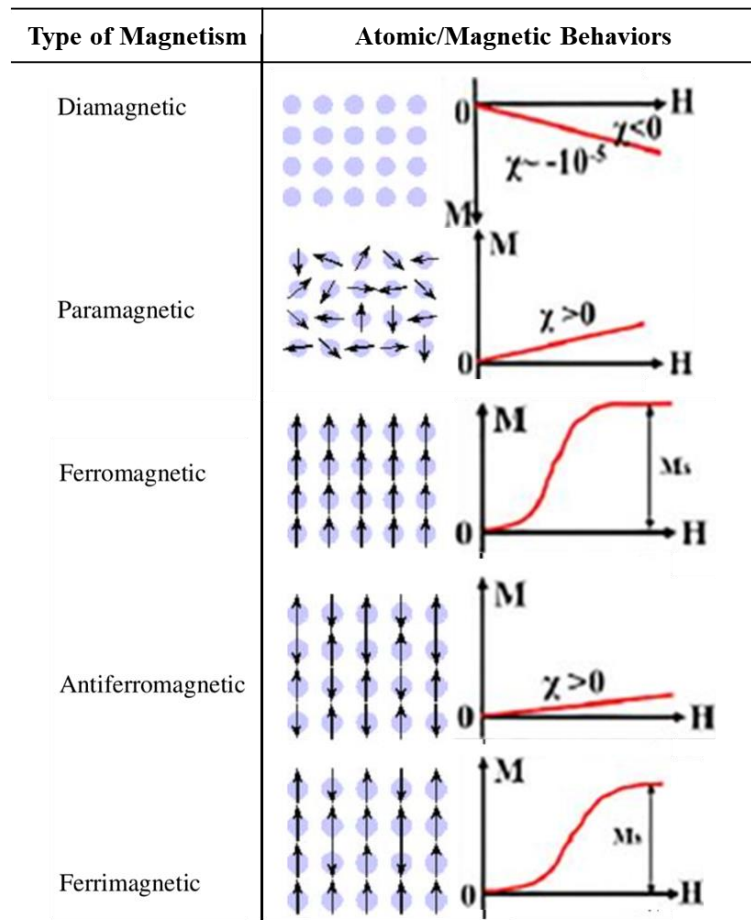 Type of Magnetism
Atomic/Magnetic Behaviors
Diamagnetic
0
H
χ<0
χ~ -10⁻⁵
M
Paramagnetic
M
χ >0
0
H
Ferromagnetic
M
Ms
0
H
Antiferromagnetic
M
χ >0
0
H
Ferrimagnetic
M
Ms
0
H